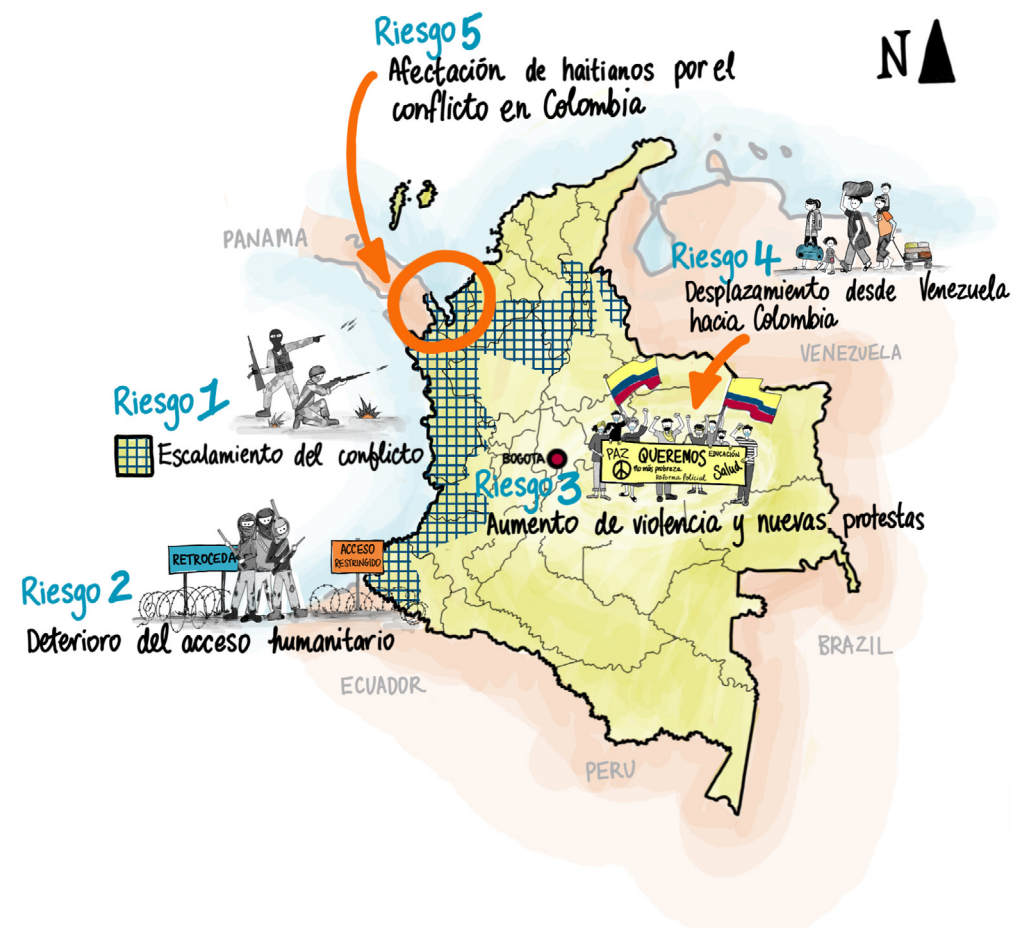 Riesgo 5
Afectación de haitianos por el
conflicto en Colombia
N
PANAMA
Riesgo 4
Desplazamiento desde Venezuela
hacia Colombia
VENEZUELA
Riesgo 1
Escalamiento del conflicto
BOGOTA
PAZ QUEREMOS EDUCACIÓN
no más pobreza Salud
Reforma Policial
Riesgo 3
Aumento de violencia y nuevas protestas
RETROCEDA
ACCESO
RESTRINGIDO
Riesgo 2
Deterioro del acceso humanitario
ECUADOR
BRAZIL
PERU